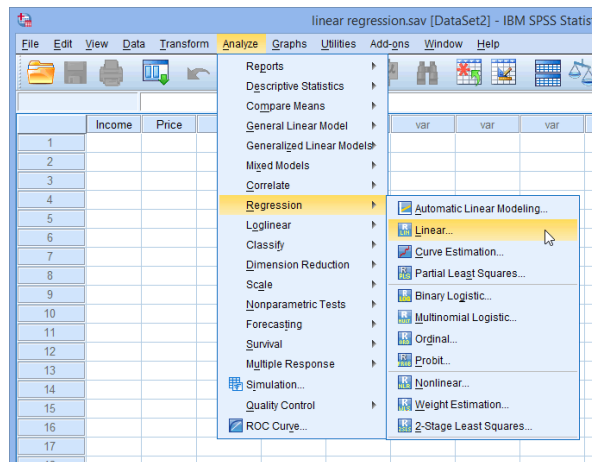 linear regression.sav [DataSet2] - IBM SPSS Statis
File Edit View Data Transform Analyze Graphs Utilities Add-ons Window Help
Income Price var var var
1
2
3
4
5
6
7
8
9
10
11
12
13
14
15
16
17
Reports
Descriptive Statistics
Compare Means
General Linear Model
Generalized Linear Models
Mixed Models
Correlate
Regression
Loglinear
Classify
Dimension Reduction
Scale
Nonparametric Tests
Forecasting
Survival
Multiple Response
Simulation...
Quality Control
ROC Curve...
Automatic Linear Modeling...
Linear...
Curve Estimation...
Partial Least Squares...
Binary Logistic...
Multinomial Logistic...
Ordinal...
Probit...
Nonlinear...
Weight Estimation...
2-Stage Least Squares...